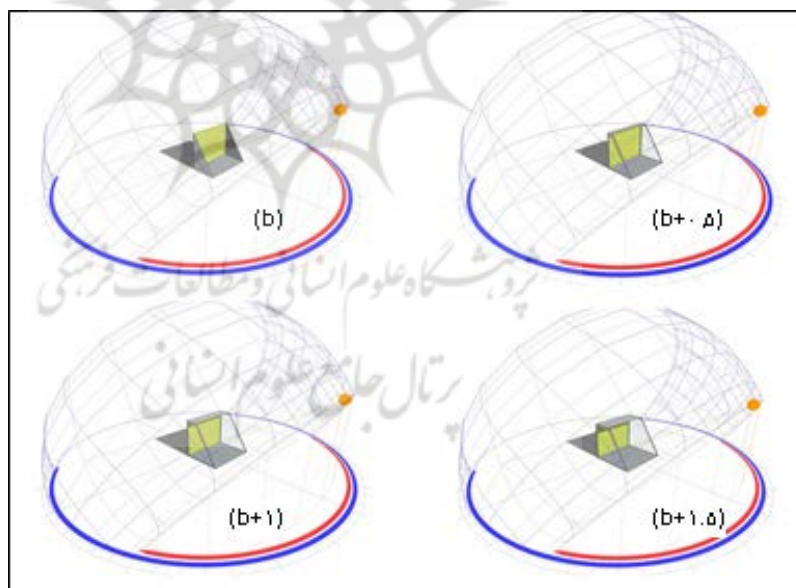 (b)
(b+۰.۵)
پژوهشگاه علوم انسانی و مطالعات فرهنگی
پرتال جامع علوم انسانی
(b+۱)
(b+۱.۵)